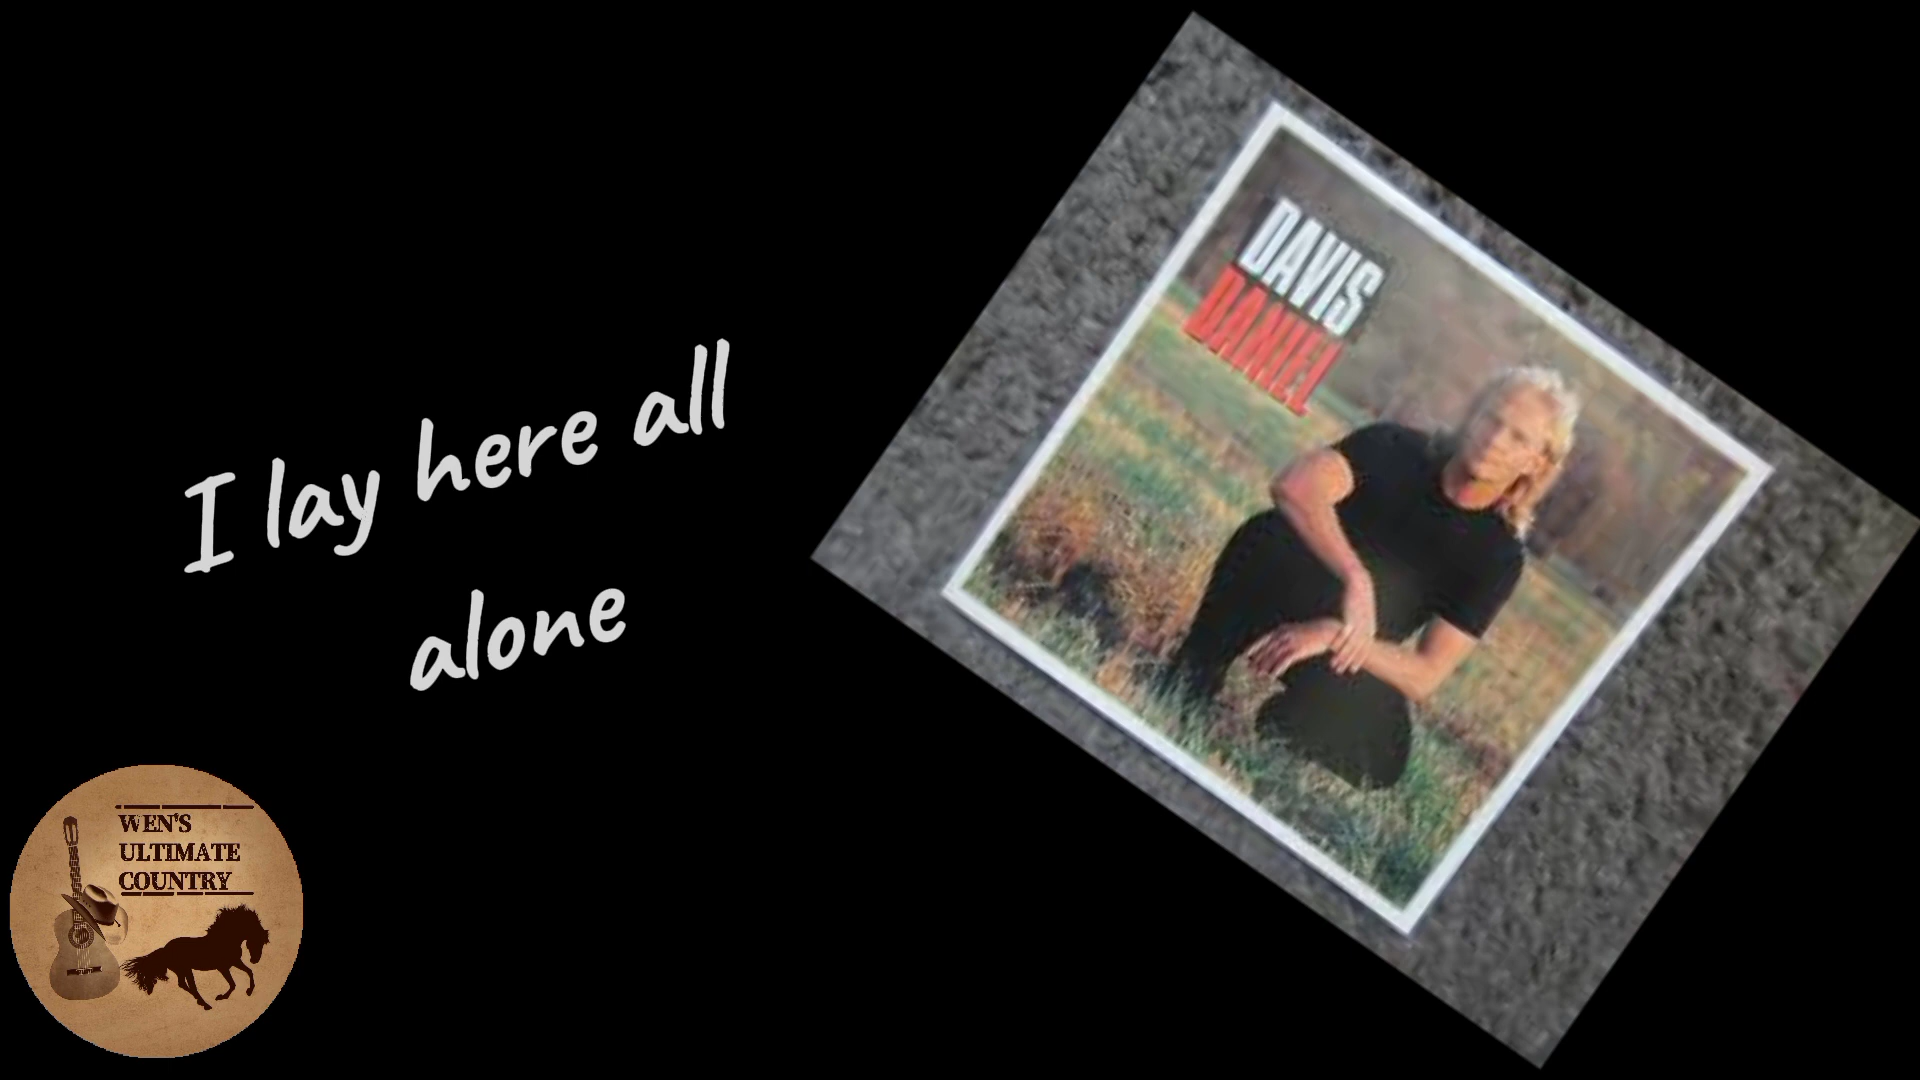 I lay here all
alone
DAVIS
DANIEL
WEN'S
ULTIMATE
COUNTRY